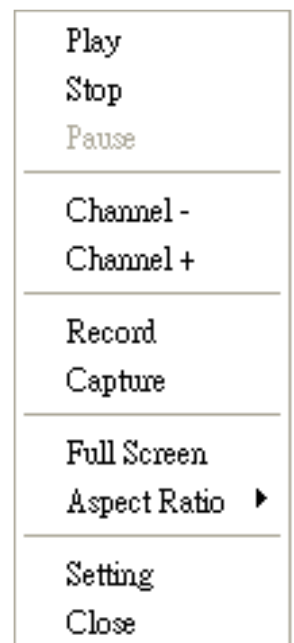 Play
Stop
Pause
Channel -
Channel +
Record
Capture
Full Screen
Aspect Ratio
Setting
Close